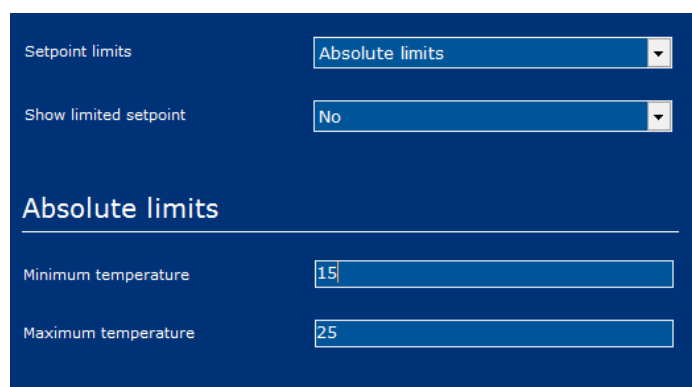 Setpoint limits
Absolute limits
Show limited setpoint
No
Absolute limits
Minimum temperature
15
Maximum temperature
25